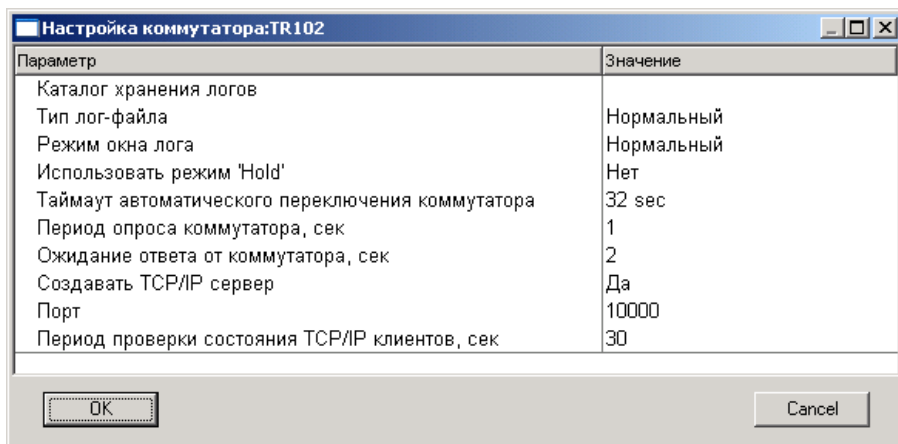 Настройка коммутатора:TR102
Параметр Значение
Каталог хранения логов
Тип лог-файла Нормальный
Режим окна лога Нормальный
Использовать режим 'Hold' Нет
Таймаут автоматического переключения коммутатора 32 sec
Период опроса коммутатора, сек 1
Ожидание ответа от коммутатора, сек 2
Создавать TCP/IP сервер Да
Порт 10000
Период проверки состояния TCP/IP клиентов, сек 30
OK Cancel